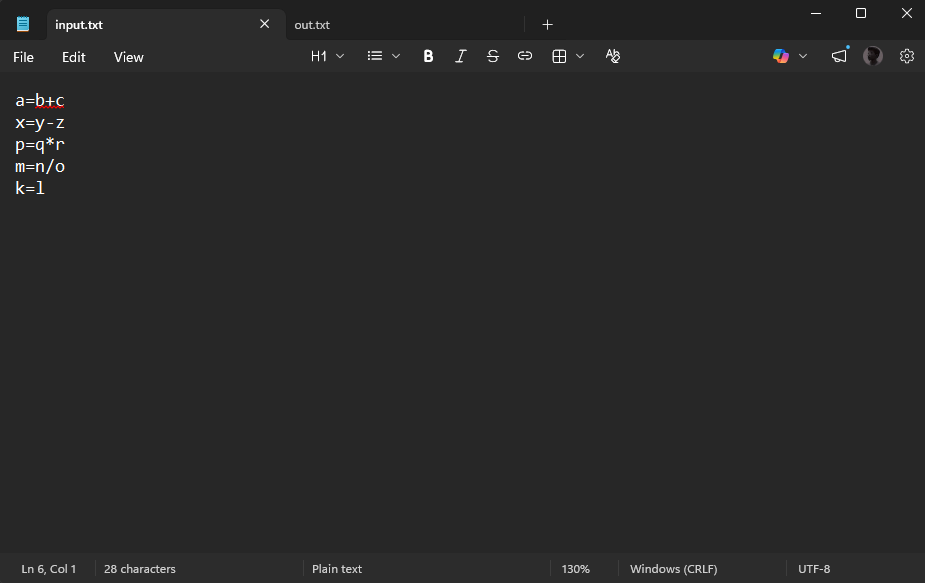 input.txt
out.txt
File Edit View H1 B I S
a=b+c
x=y-z
p=q*r
m=n/o
k=l
Ln 6, Col 1 28 characters Plain text 130% Windows (CRLF) UTF-8